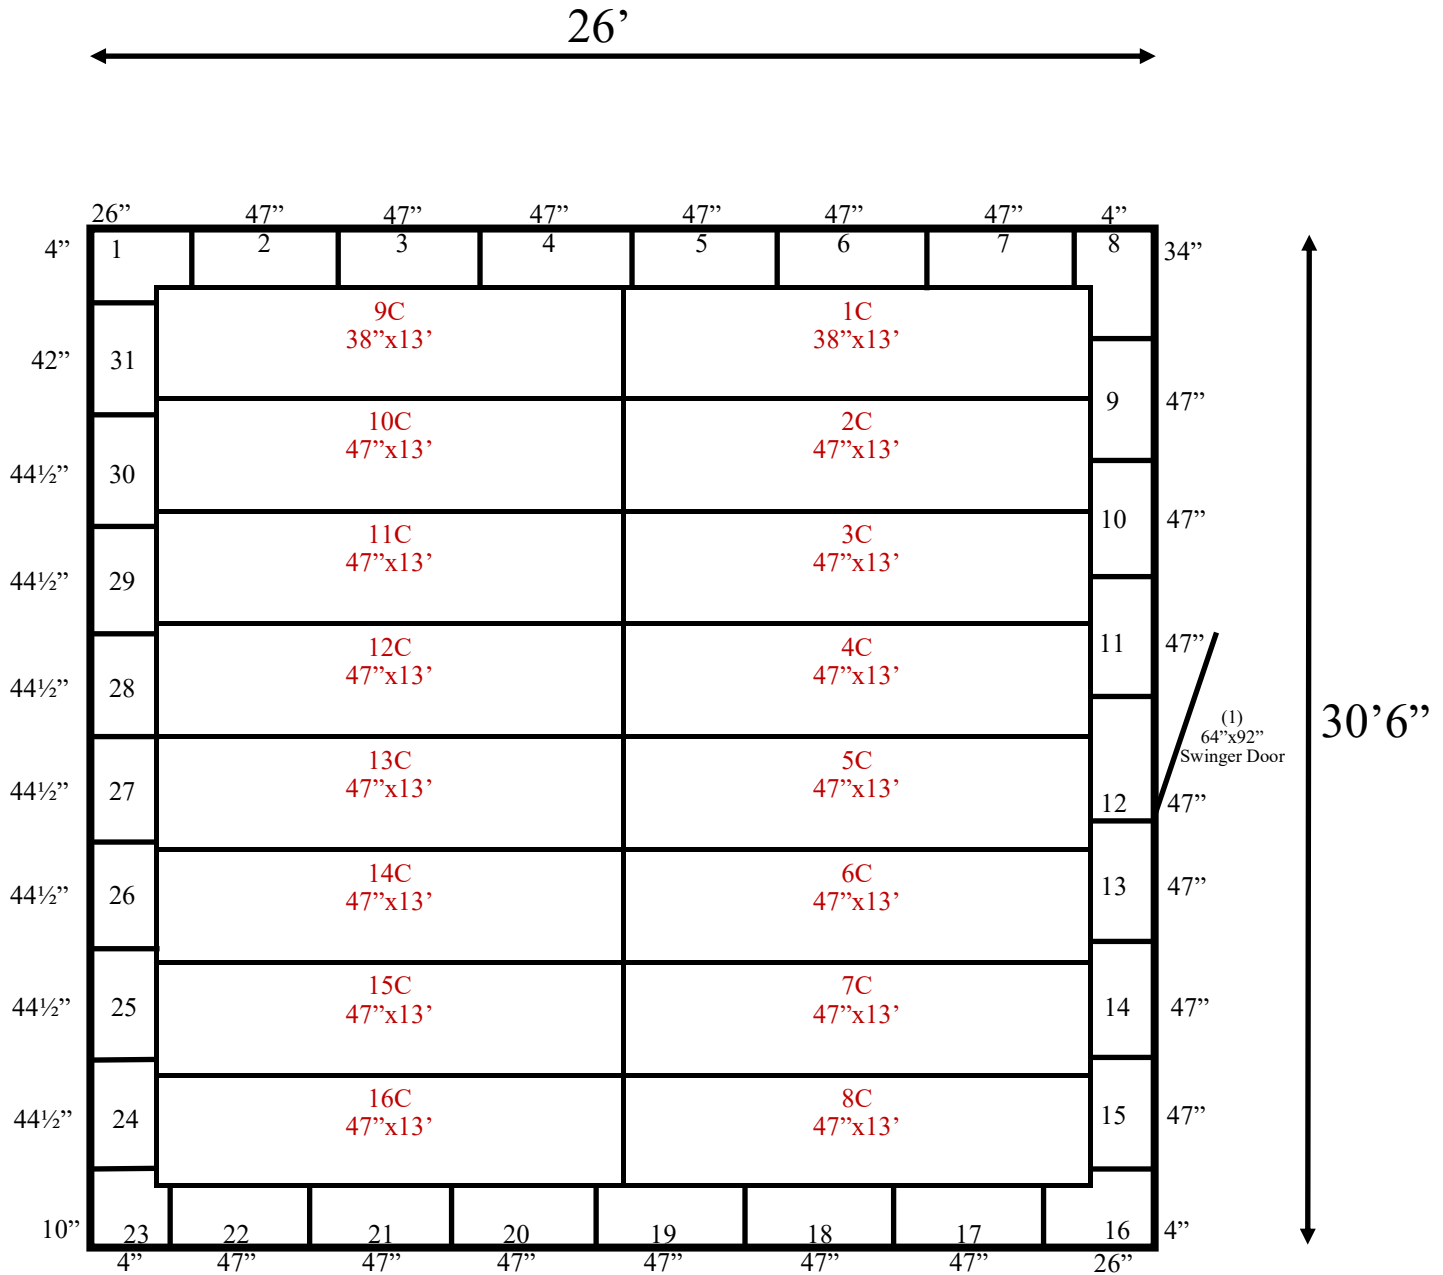 26’
26” 47” 47” 47” 47” 47” 47” 4”
4” 1 2 3 4 5 6 7 8 34”
9C 1C
38”x13’ 38”x13’
42” 31 9 47”
10C 2C
47”x13’ 47”x13’
44½” 30 10 47”
11C 3C
47”x13’ 47”x13’
44½” 29 11 47”
12C 4C
47”x13’ 47”x13’
44½” 28
(1)
64”x92”
Swinger Door
30’6”
13C 5C
47”x13’ 47”x13’
44½” 27 12 47”
14C 6C
47”x13’ 47”x13’
44½” 26 13 47”
15C 7C
47”x13’ 47”x13’
44½” 25 14 47”
16C 8C
47”x13’ 47”x13’
44½” 24 15 47”
10” 23 22 21 20 19 18 17 16 4”
4” 47” 47” 47” 47” 47” 47” 26”